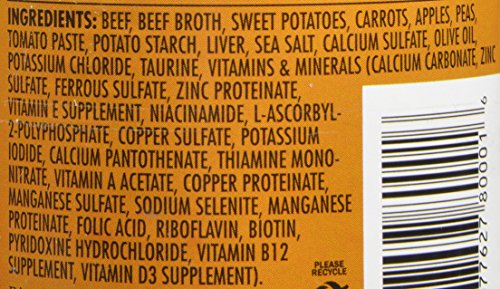 INGREDIENTS: BEEF, BEEF BROTH, SWEET POTATOES, CARROTS, APPLES, PEAS,
TOMATO PASTE, POTATO STARCH, LIVER, SEA SALT, CALCIUM SULFATE, OLIVE OIL,
POTASSIUM CHLORIDE, TAURINE, VITAMINS & MINERALS (CALCIUM CARBONATE, ZINC
SULFATE, FERROUS SULFATE, ZINC PROTEINATE,
VITAMIN E SUPPLEMENT, NIACINAMIDE, L-ASCORBYL-
2-POLYPHOSPHATE, COPPER SULFATE, POTASSIUM
IODIDE, CALCIUM PANTOTHENATE, THIAMINE MONO-
NITRATE, VITAMIN A ACETATE, COPPER PROTEINATE,
MANGANESE SULFATE, SODIUM SELENITE, MANGANESE
PROTEINATE, FOLIC ACID, RIBOFLAVIN, BIOTIN,
PYRIDOXINE HYDROCHLORIDE, VITAMIN B12
SUPPLEMENT, VITAMIN D3 SUPPLEMENT).
PLEASE
RECYCLE
77627 80001 6